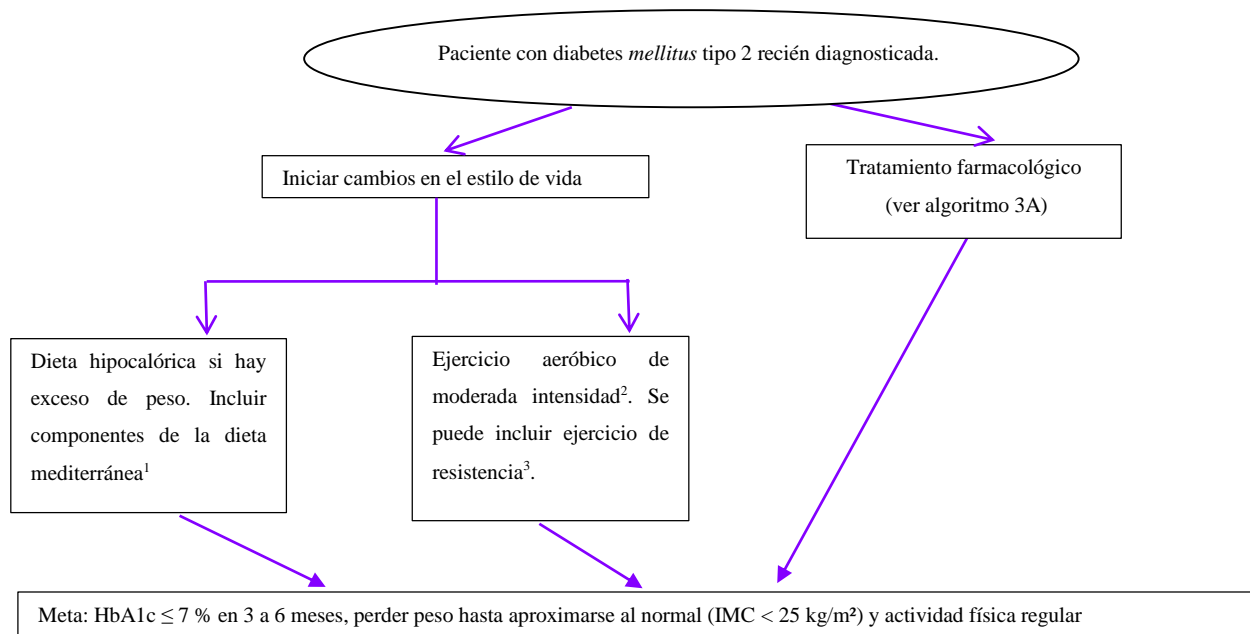 Paciente con diabetes mellitus tipo 2 recién diagnosticada.
Iniciar cambios en el estilo de vida
Tratamiento farmacológico
(ver algoritmo 3A)
Dieta hipocalórica si hay
exceso de peso. Incluir
componentes de la dieta
mediterránea¹
Ejercicio aeróbico de
moderada intensidad². Se
puede incluir ejercicio de
resistencia³.
Meta: HbA1c ≤ 7 % en 3 a 6 meses, perder peso hasta aproximarse al normal (IMC < 25 kg/m²) y actividad física regular